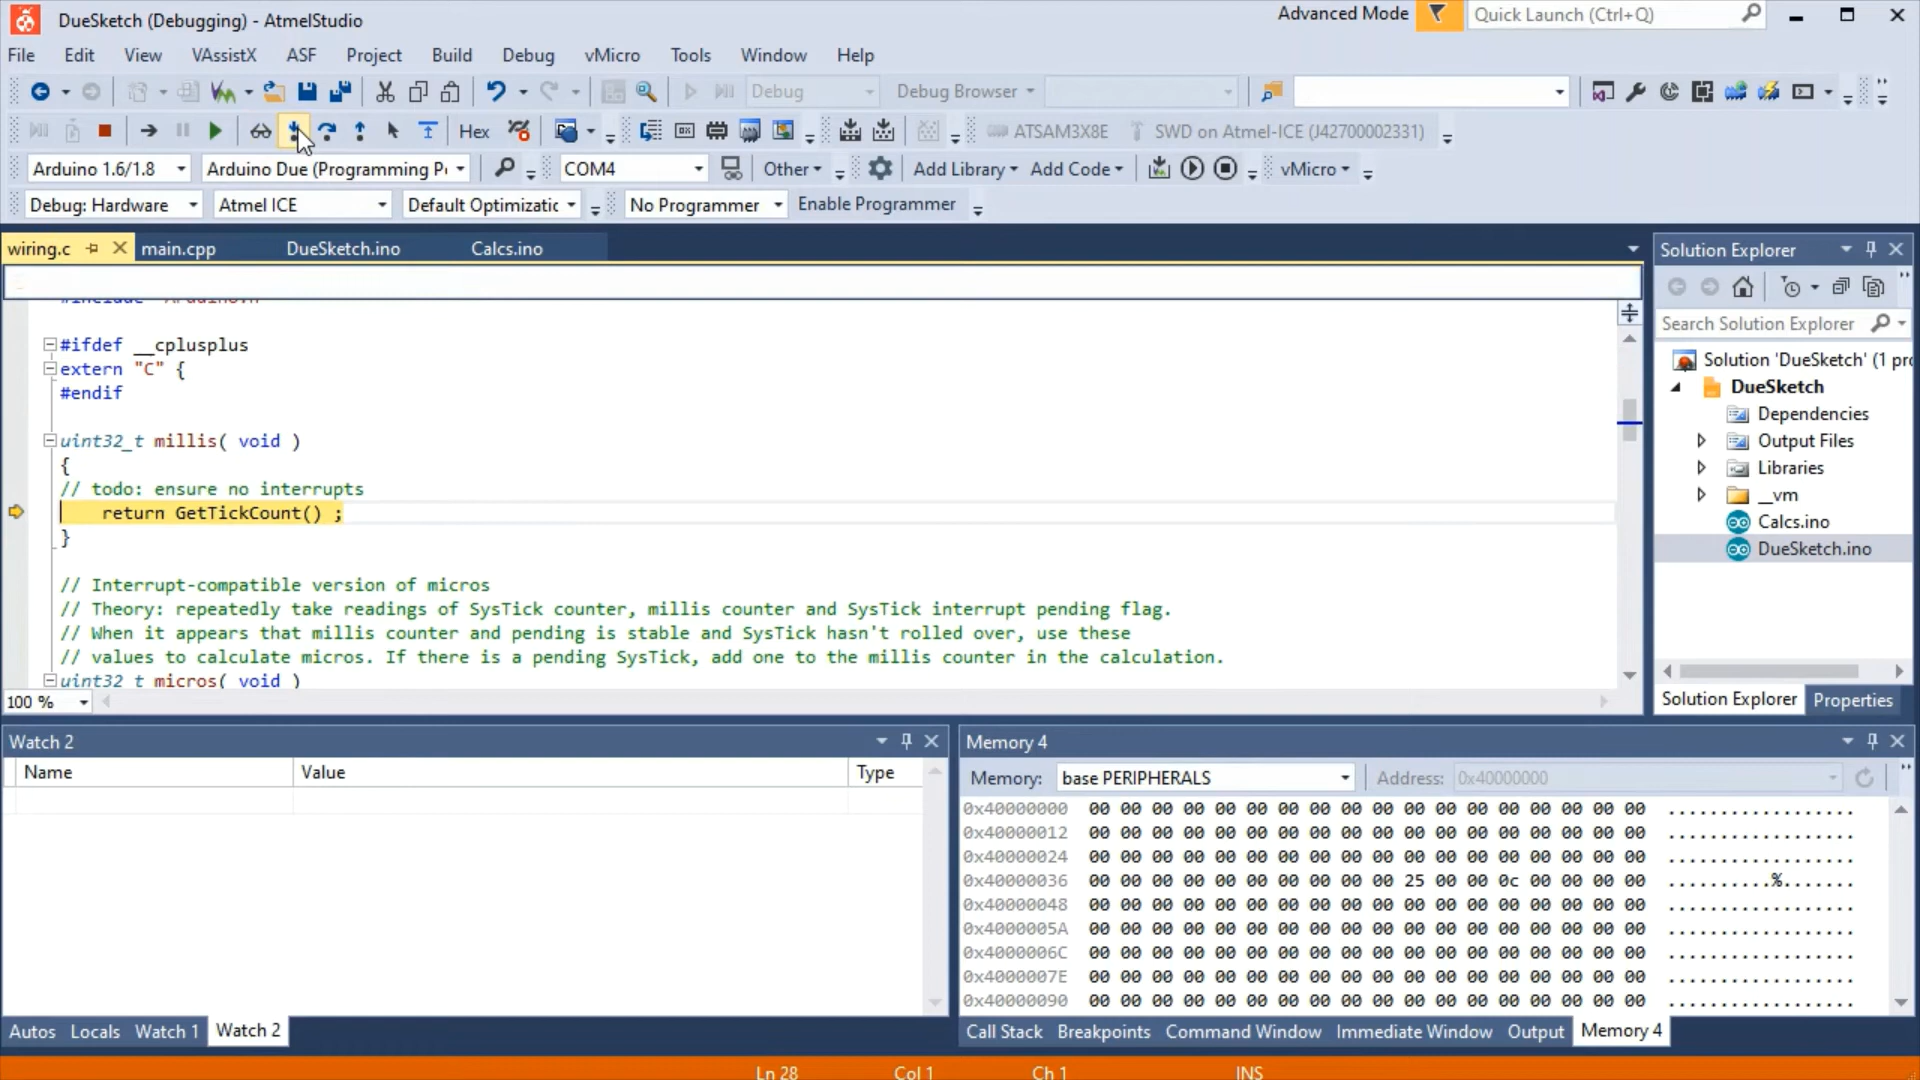 DueSketch (Debugging) - AtmelStudio
Advanced Mode
Quick Launch (Ctrl+Q)
File Edit View VAssistX ASF Project Build Debug vMicro Tools Window Help
Debug
Debug Browser
Hex
ATSAM3X8E
SWD on Atmel-ICE (J42700002331)
Arduino 1.6/1.8
Arduino Due (Programming P
COM4
Other
Add Library
Add Code
vMicro
Debug: Hardware
Atmel ICE
Default Optimizatic
No Programmer
Enable Programmer
wiring.c
main.cpp
DueSketch.ino
Calcs.ino
#ifdef __cplusplus
extern "C" {
#endif
uint32_t millis( void )
{
// todo: ensure no interrupts
return GetTickCount() ;
}
// Interrupt-compatible version of micros
// Theory: repeatedly take readings of SysTick counter, millis counter and SysTick interrupt pending flag.
// When it appears that millis counter and pending is stable and SysTick hasn't rolled over, use these
// values to calculate micros. If there is a pending SysTick, add one to the millis counter in the calculation.
uint32_t micros( void )
100 %
Solution Explorer
Search Solution Explorer
Solution 'DueSketch' (1 pro
DueSketch
Dependencies
Output Files
Libraries
__vm
Calcs.ino
DueSketch.ino
Solution Explorer
Properties
Watch 2
Name Value Type
Autos Locals Watch 1 Watch 2
Memory 4
Memory: base PERIPHERALS Address: 0x40000000
0x40000000 00 00 00 00 00 00 00 00 00 00 00 00 00 00 00 00 00 00 ..................
0x40000012 00 00 00 00 00 00 00 00 00 00 00 00 00 00 00 00 00 00 ..................
0x40000024 00 00 00 00 00 00 00 00 00 00 00 00 00 00 00 00 00 00 ..................
0x40000036 00 00 00 00 00 00 00 00 00 00 25 00 00 0c 00 00 00 00 ..........%.......
0x40000048 00 00 00 00 00 00 00 00 00 00 00 00 00 00 00 00 00 00 ..................
0x4000005A 00 00 00 00 00 00 00 00 00 00 00 00 00 00 00 00 00 00 ..................
0x4000006C 00 00 00 00 00 00 00 00 00 00 00 00 00 00 00 00 00 00 ..................
0x4000007E 00 00 00 00 00 00 00 00 00 00 00 00 00 00 00 00 00 00 ..................
0x40000090 00 00 00 00 00 00 00 00 00 00 00 00 00 00 00 00 00 00 ..................
Call Stack Breakpoints Command Window Immediate Window Output Memory 4
Ln 28 Col 1 Ch 1 INS